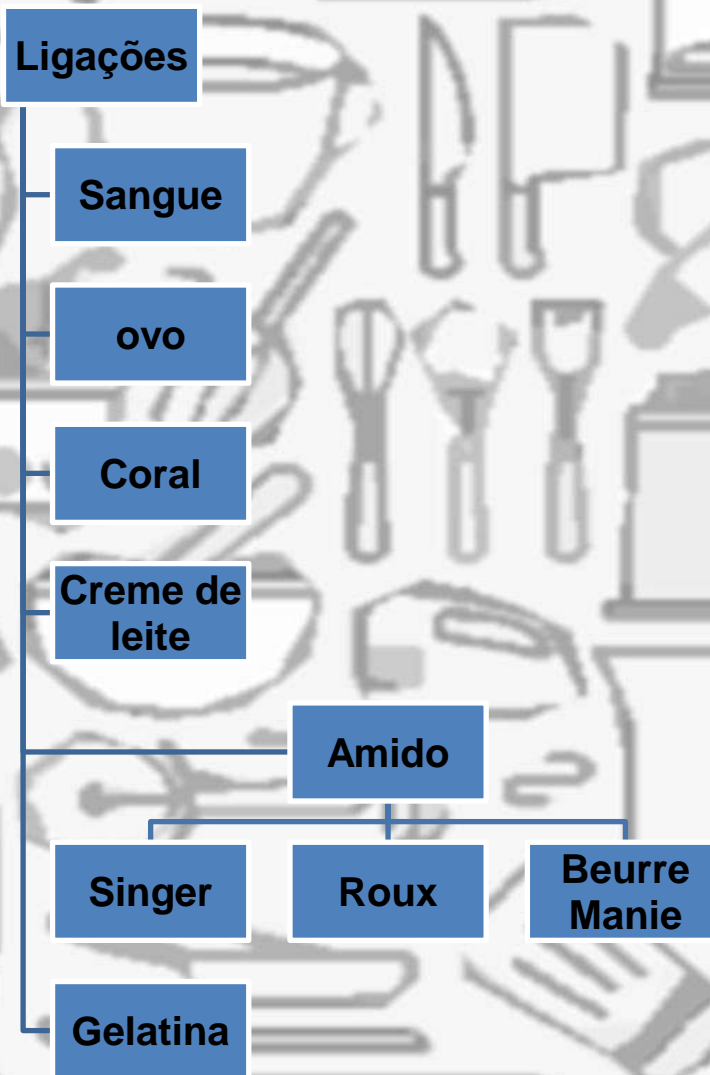 Ligações
Sangue
ovo
Coral
Creme de
leite
Amido
Singer
Roux
Beurre
Manie
Gelatina